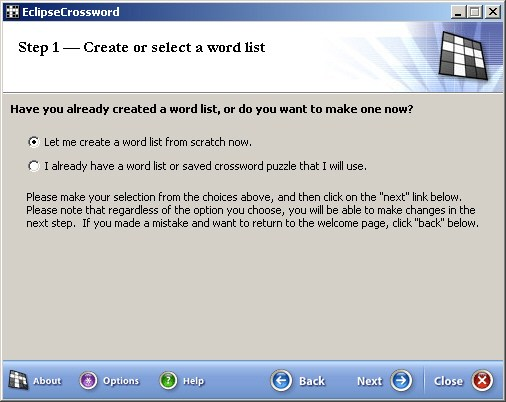 EclipseCrossword
Step 1 — Create or select a word list
Have you already created a word list, or do you want to make one now?
Let me create a word list from scratch now.
I already have a word list or saved crossword puzzle that I will use.
Please make your selection from the choices above, and then click on the "next" link below.
Please note that regardless of the option you choose, you will be able to make changes in the
next step.  If you made a mistake and want to return to the welcome page, click "back" below.
About Options Help Back Next Close